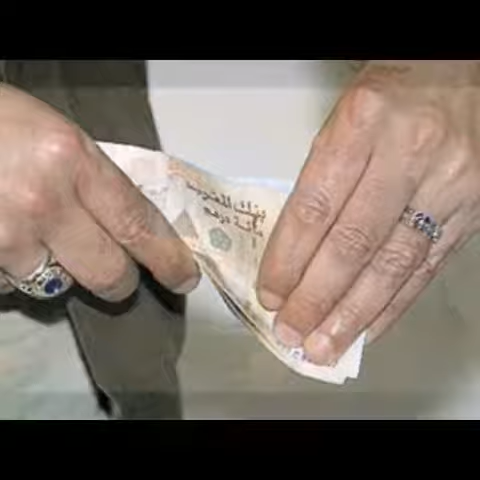 بنك المغرب
مائة درهم